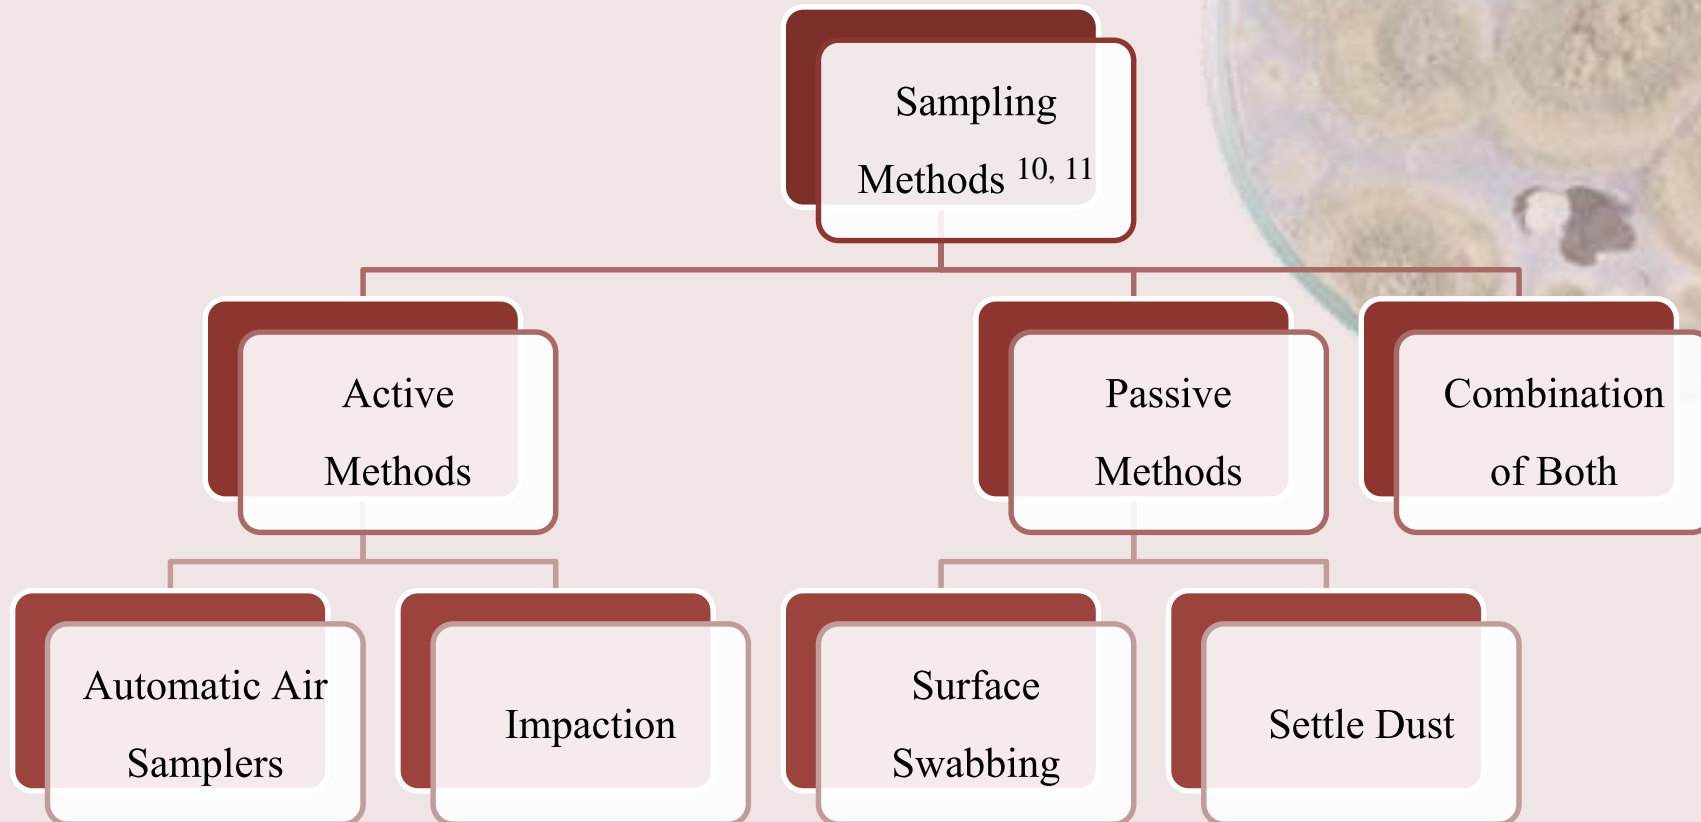 Sampling
Methods 10, 11
Active
Methods
Passive
Methods
Combination
of Both
Automatic Air
Samplers
Impaction
Surface
Swabbing
Settle Dust